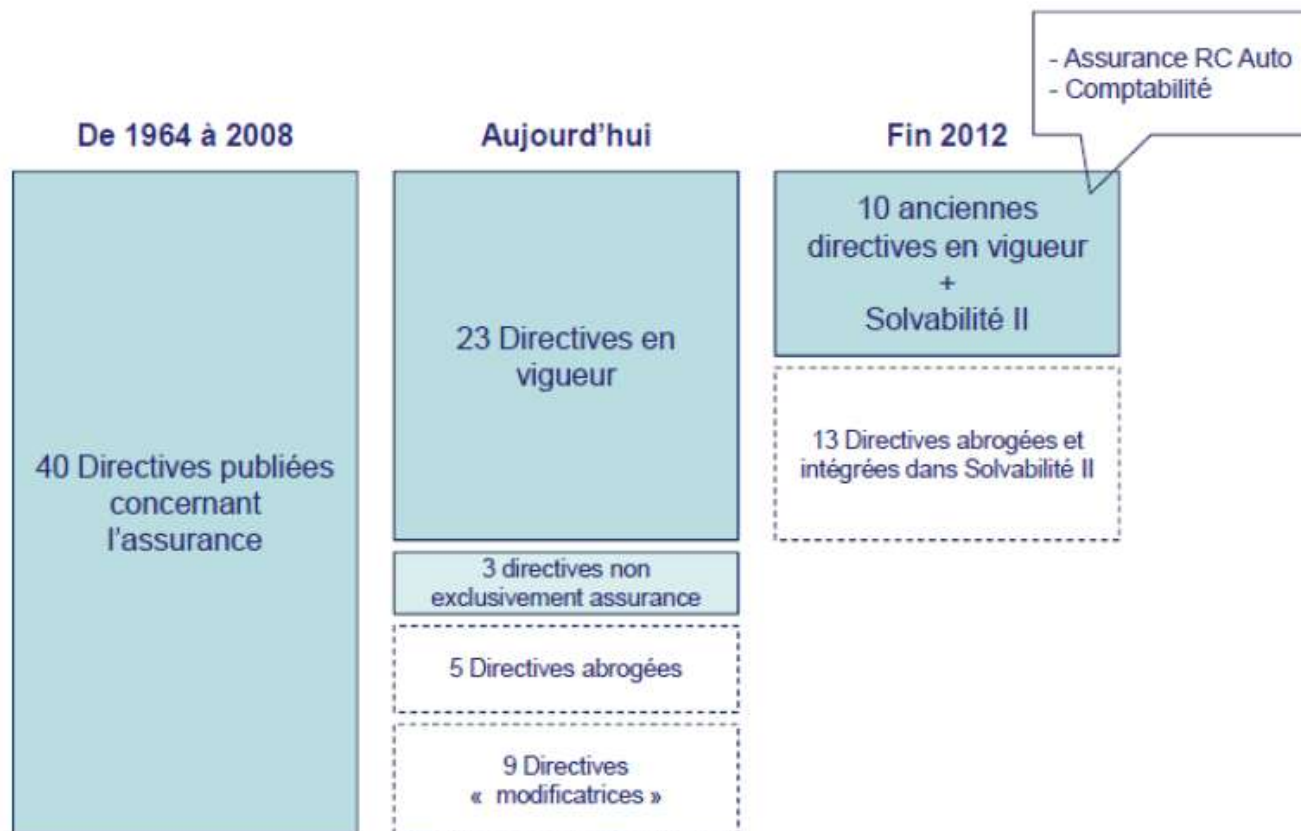 - Assurance RC Auto
- Comptabilité
De 1964 à 2008
Aujourd'hui
Fin 2012
40 Directives publiées
concernant
l'assurance
23 Directives en
vigueur
3 directives non
exclusivement assurance
5 Directives abrogées
9 Directives
«  modificatrices »
10 anciennes
directives en vigueur
+
Solvabilité II
13 Directives abrogées et
intégrées dans Solvabilité II